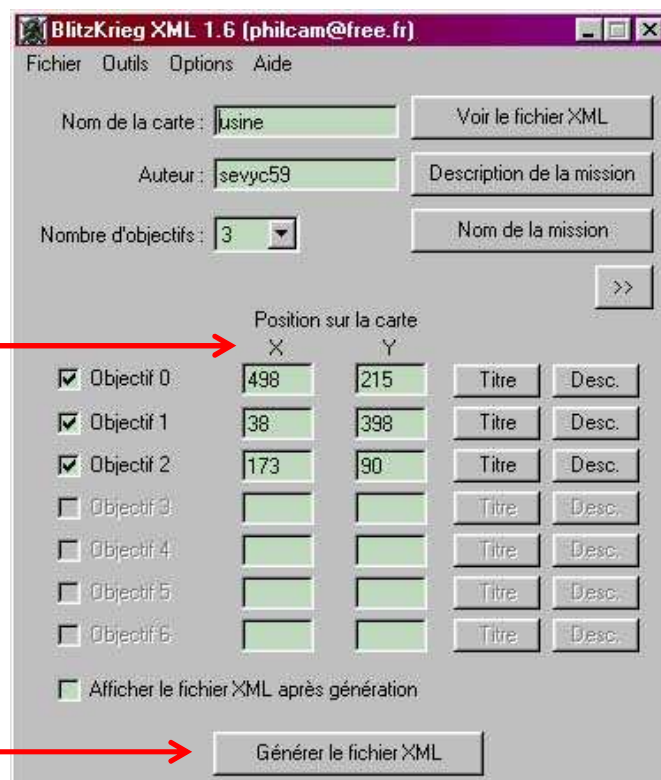 BlitzKrieg XML 1.6 (philcam@free.fr)
Fichier Outils Options Aide
Nom de la carte : usine Voir le fichier XML
Auteur : sevyc59 Description de la mission
Nombre d'objectifs : 3 Nom de la mission
>>
Position sur la carte
X Y
Objectif 0 498 215 Titre Desc.
Objectif 1 38 398 Titre Desc.
Objectif 2 173 90 Titre Desc.
Objectif 3 Titre Desc.
Objectif 4 Titre Desc.
Objectif 5 Titre Desc.
Objectif 6 Titre Desc.
Afficher le fichier XML après génération
Générer le fichier XML